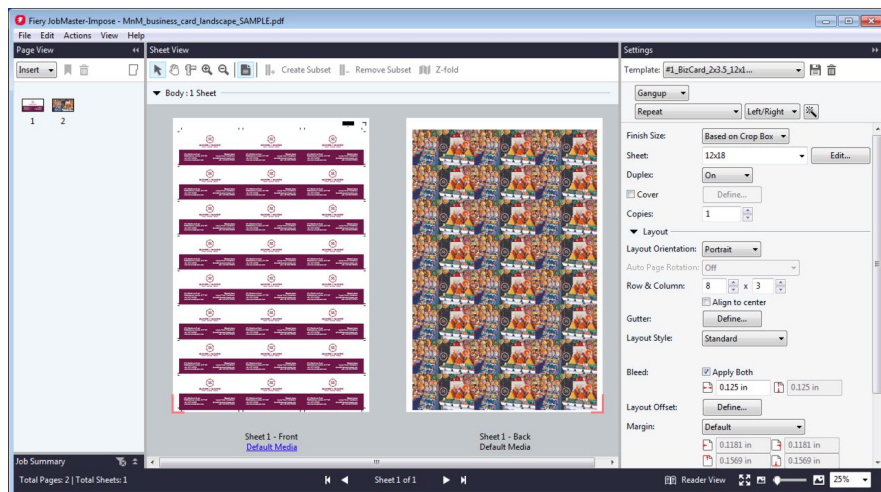 Fiery JobMaster-Impose - MnM_business_card_landscape_SAMPLE.pdf
File Edit Actions View Help
Page View
Sheet View
Settings
Insert
Create Subset
Remove Subset
Z-fold
Template: #1_BizCard_2x3.5_12x1...
Body : 1 Sheet
Gangup
Repeat
Left/Right
1 2
Finish Size: Based on Crop Box
Sheet: 12x18 Edit...
Duplex: On
Cover Define...
Copies: 1
Layout
Layout Orientation: Portrait
Auto Page Rotation: Off
Row & Column: 8 x 3
Align to center
Gutter: Define...
Layout Style: Standard
Bleed: Apply Both
0.125 in 0.125 in
Layout Offset: Define...
Margin: Default
0.1181 in 0.1181 in
0.1569 in 0.1569 in
Sheet 1 - Front
Default Media
Sheet 1 - Back
Default Media
Job Summary
Total Pages: 2 | Total Sheets: 1
Sheet 1 of 1
Reader View
25%